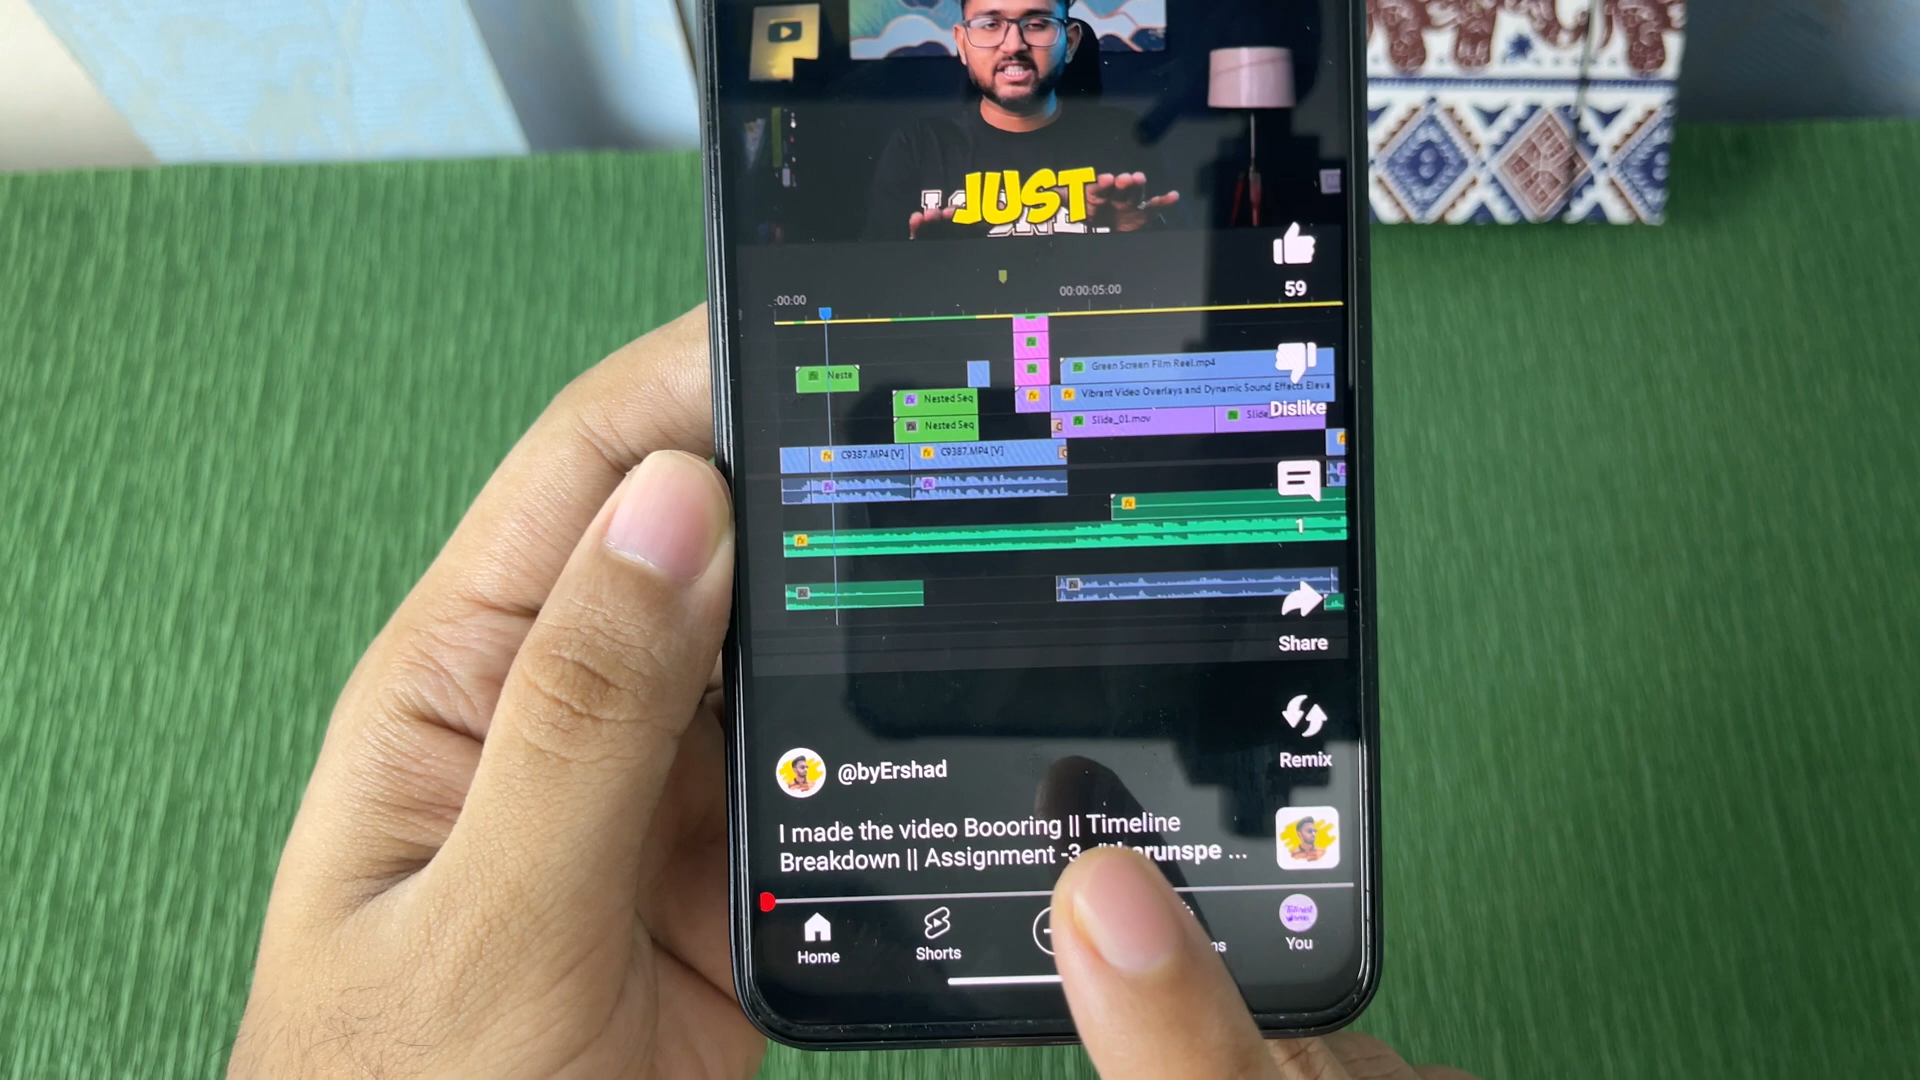 JUST
59
:00:00
00:00:05:00
Neste
Green Screen Film Reel.mp4
Nested Seq
Vibrant Video Overlays and Dynamic Sound Effects Eleva
Nested Seq
Slide_01.mov
Slide_
Dislike
C9387.MP4 [V]
C9387.MP4 [V]
1
Share
Remix
@byErshad
I made the video Boooring || Timeline
Breakdown || Assignment -3 ...
Home
Shorts
You